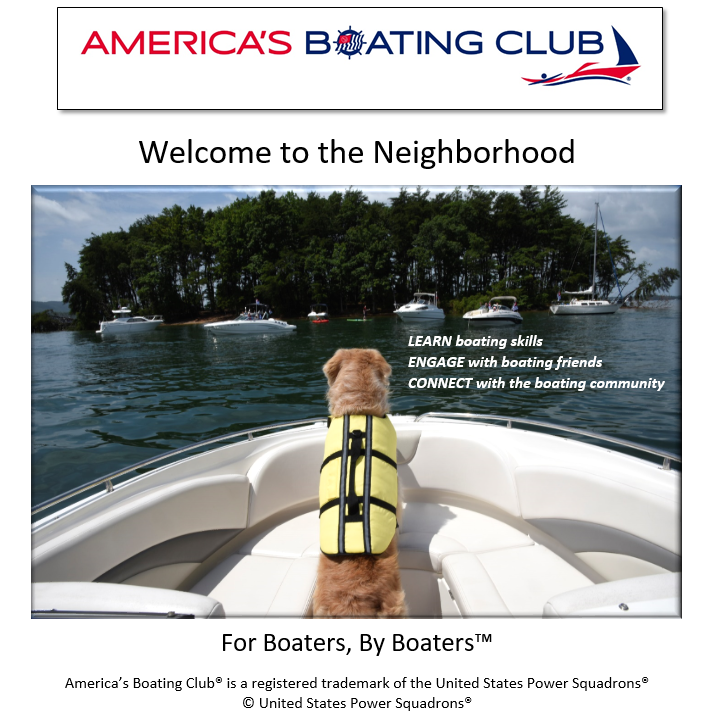 AMERICA'S BOATING CLUB®
Welcome to the Neighborhood
LEARN boating skills
ENGAGE with boating friends
CONNECT with the boating community
For Boaters, By Boaters™
America’s Boating Club® is a registered trademark of the United States Power Squadrons®
© United States Power Squadrons®